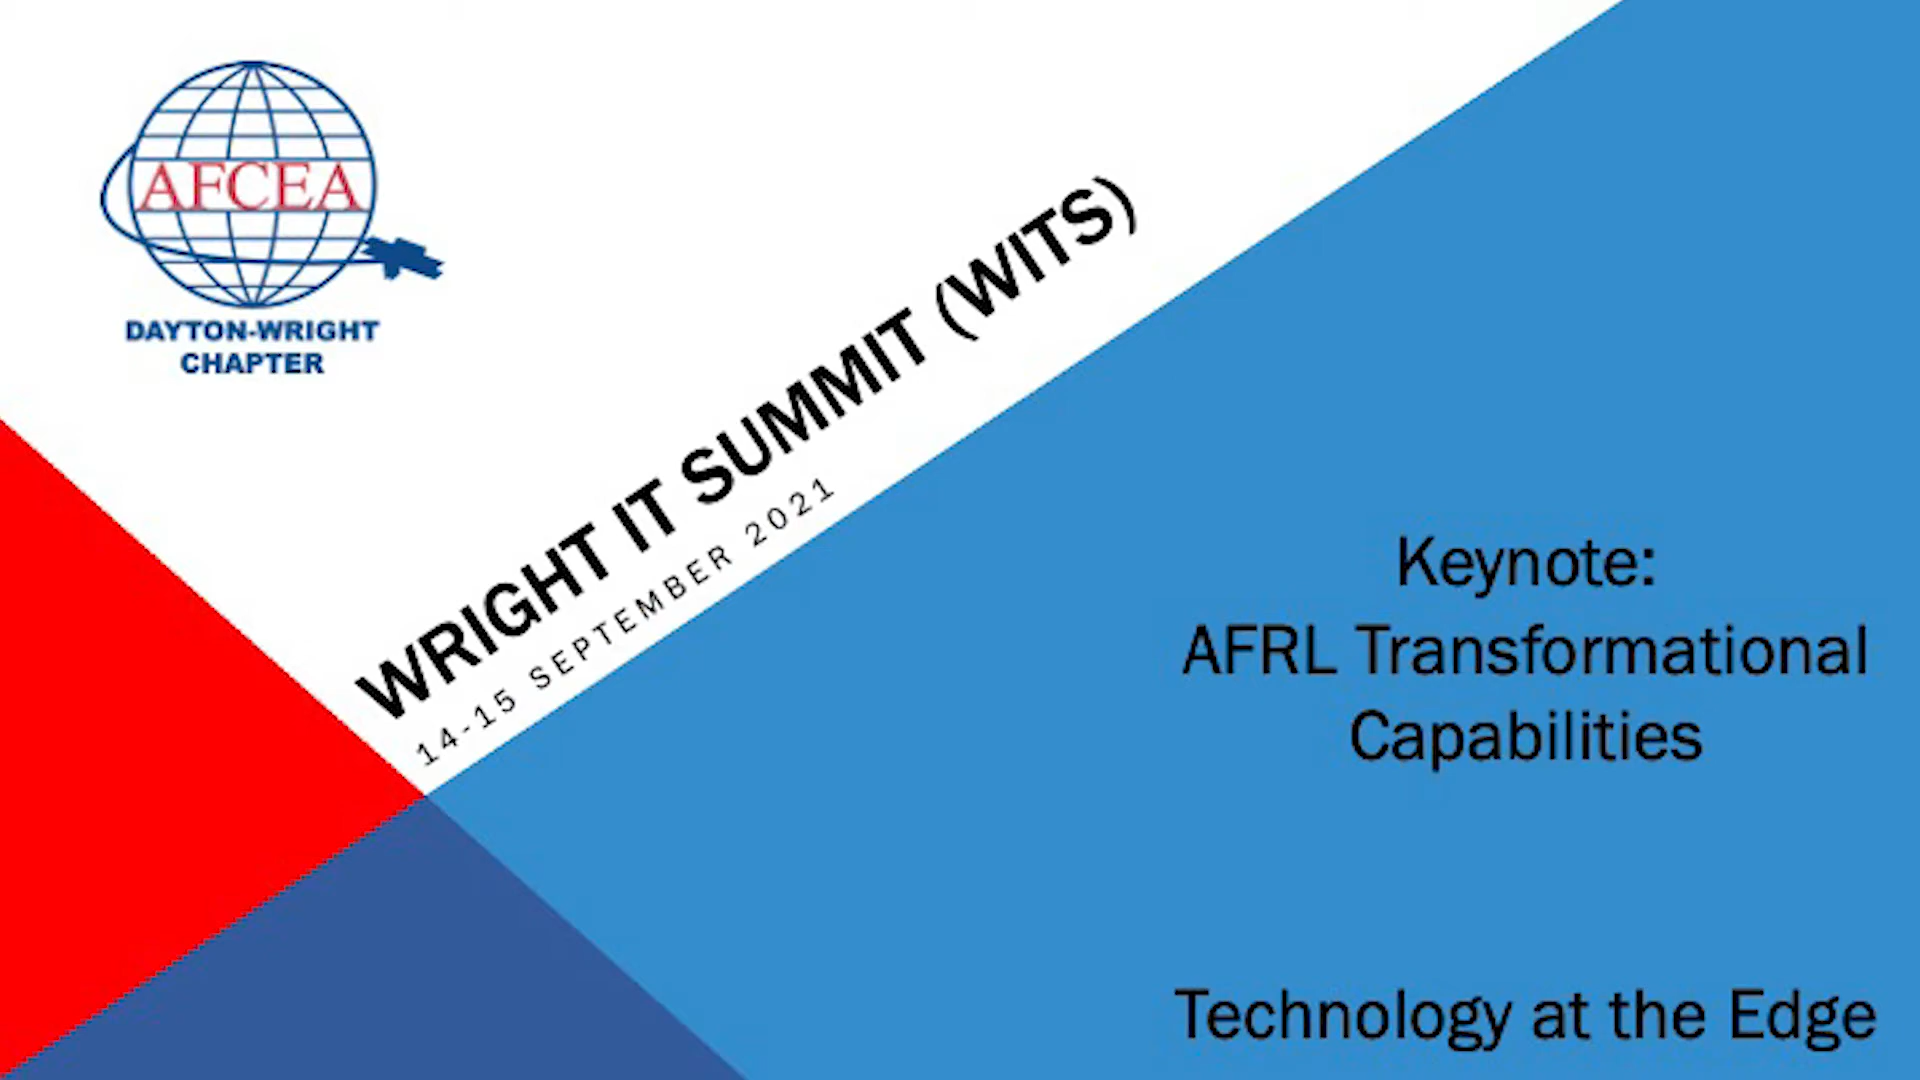 AFCEA
DAYTON-WRIGHT
CHAPTER
WRIGHT IT SUMMIT (WITS)
14-15 SEPTEMBER 2021
Keynote:
AFRL Transformational
Capabilities
Technology at the Edge